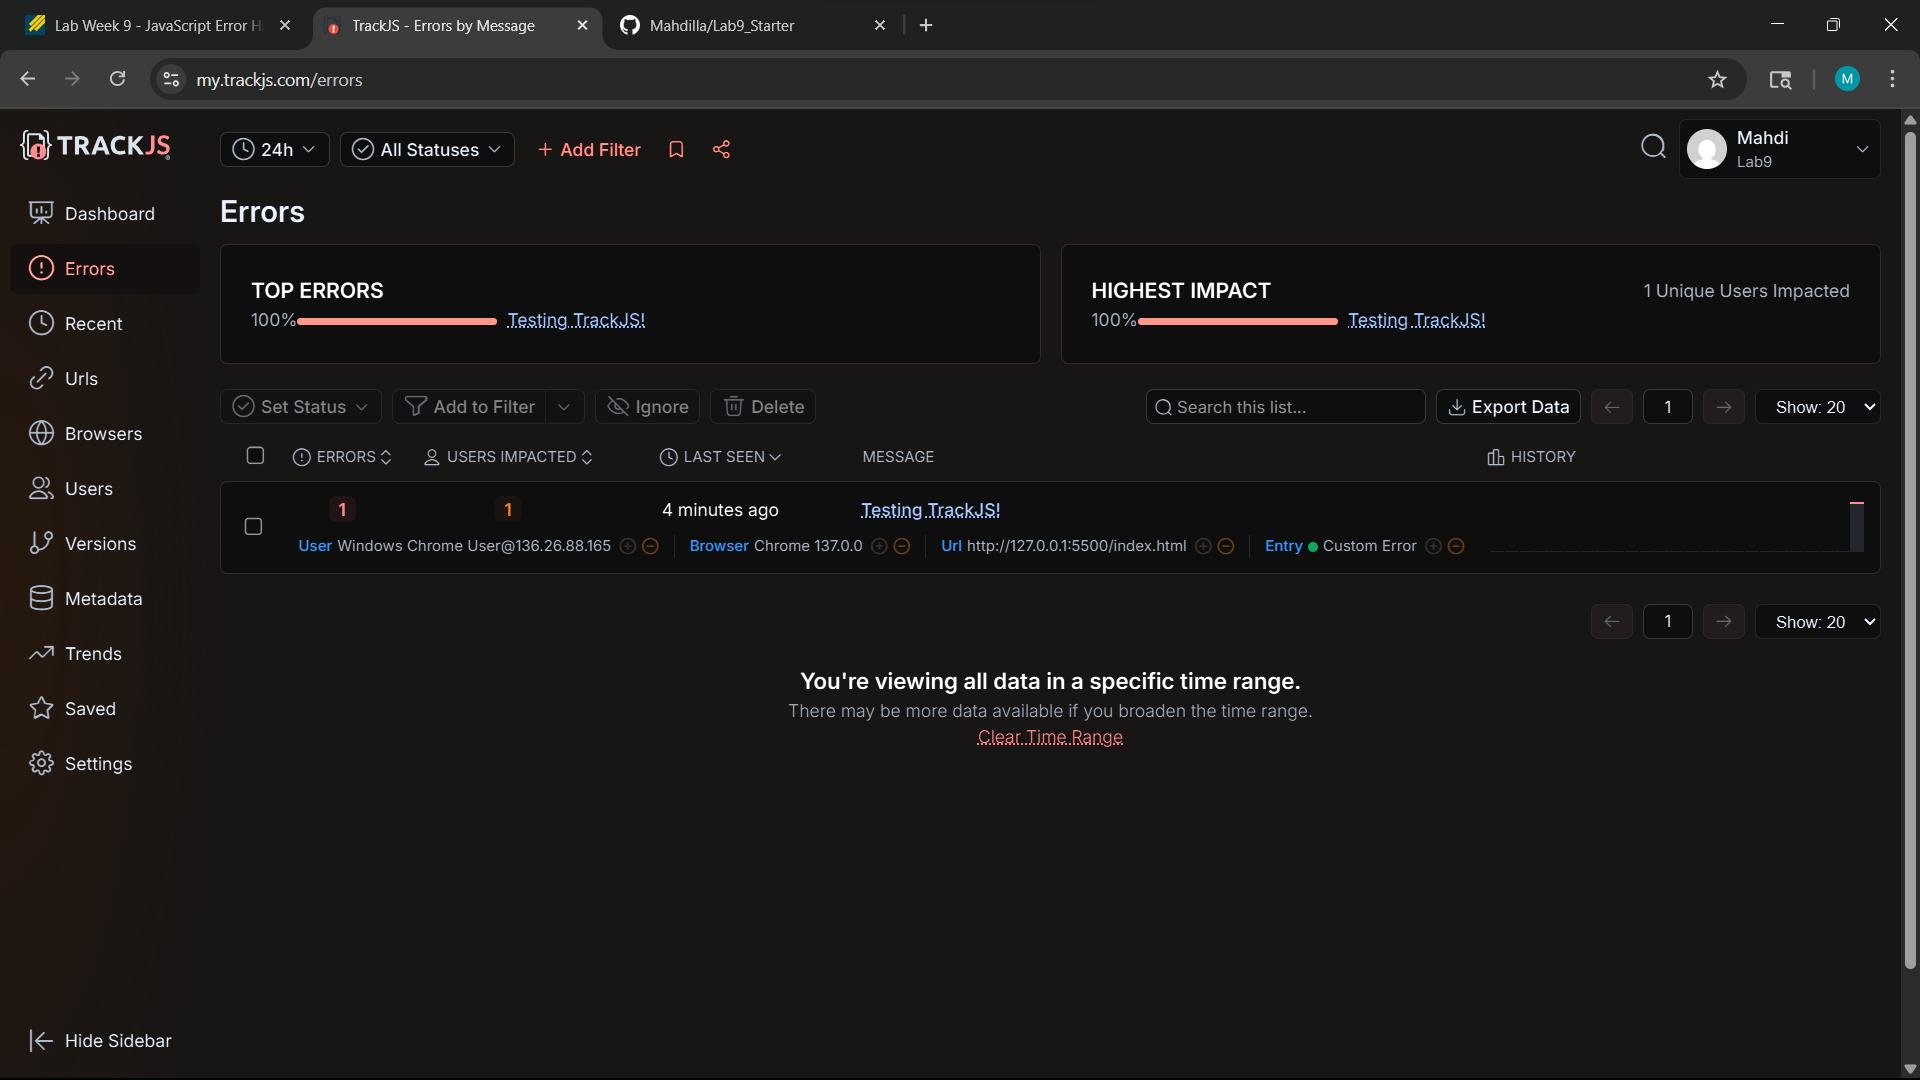 Lab Week 9 - JavaScript Error H
TrackJS - Errors by Message
Mahdilla/Lab9_Starter
my.trackjs.com/errors
M
TRACKJS
24h
All Statuses
+ Add Filter
Mahdi
Lab9
Dashboard
Errors
Recent
Urls
Browsers
Users
Versions
Metadata
Trends
Saved
Settings
Hide Sidebar
Errors
TOP ERRORS
100% Testing TrackJS!
HIGHEST IMPACT
1 Unique Users Impacted
100% Testing TrackJS!
Set Status
Add to Filter
Ignore
Delete
Search this list...
Export Data
1
Show: 20
ERRORS
USERS IMPACTED
LAST SEEN
MESSAGE
HISTORY
1
1
4 minutes ago
Testing TrackJS!
User Windows Chrome User@136.26.88.165
Browser Chrome 137.0.0
Url http://127.0.0.1:5500/index.html
Entry Custom Error
1
Show: 20
You're viewing all data in a specific time range.
There may be more data available if you broaden the time range.
Clear Time Range